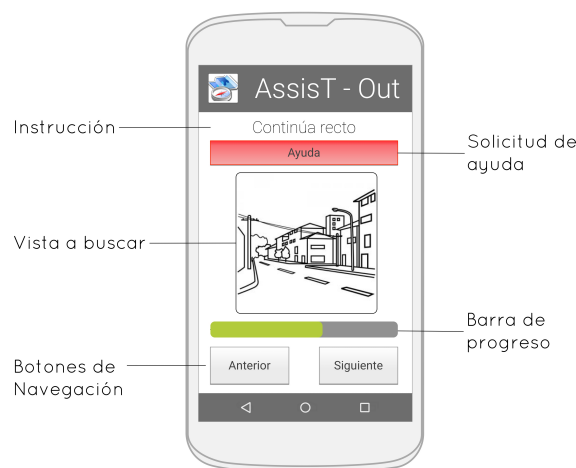 AssisT - Out
Instrucción
Continúa recto
Ayuda
Solicitud de
ayuda
Vista a buscar
Barra de
progreso
Botones de
Navegación
Anterior
Siguiente